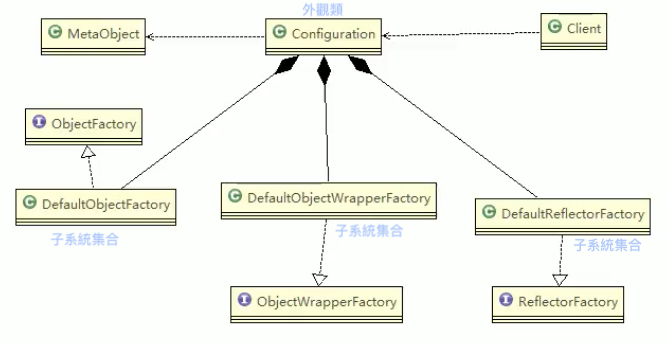 外觀類
MetaObject
Configuration
Client
ObjectFactory
DefaultObjectFactory
DefaultObjectWrapperFactory
DefaultReflectorFactory
子系統集合
子系統集合
子系統集合
ObjectWrapperFactory
ReflectorFactory